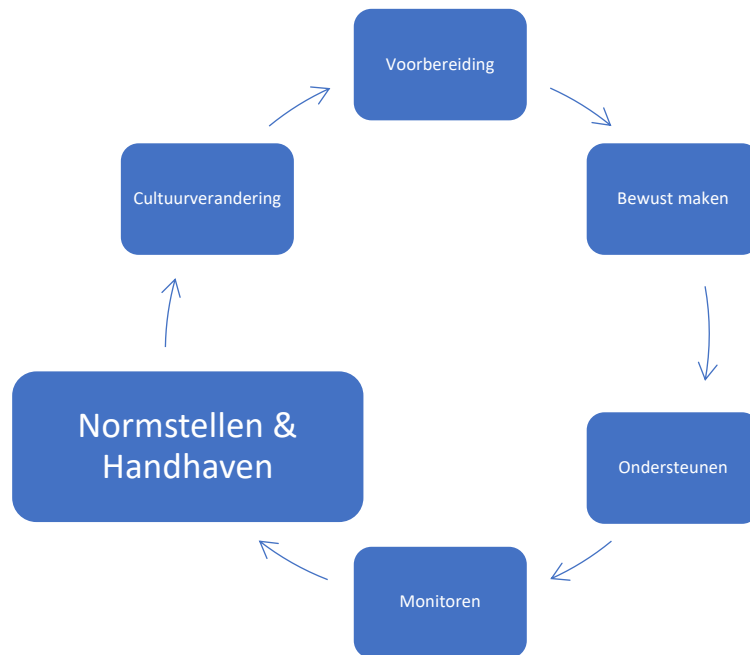 Voorbereiding
Bewust maken
Ondersteunen
Monitoren
Normstellen &
Handhaven
Cultuurverandering